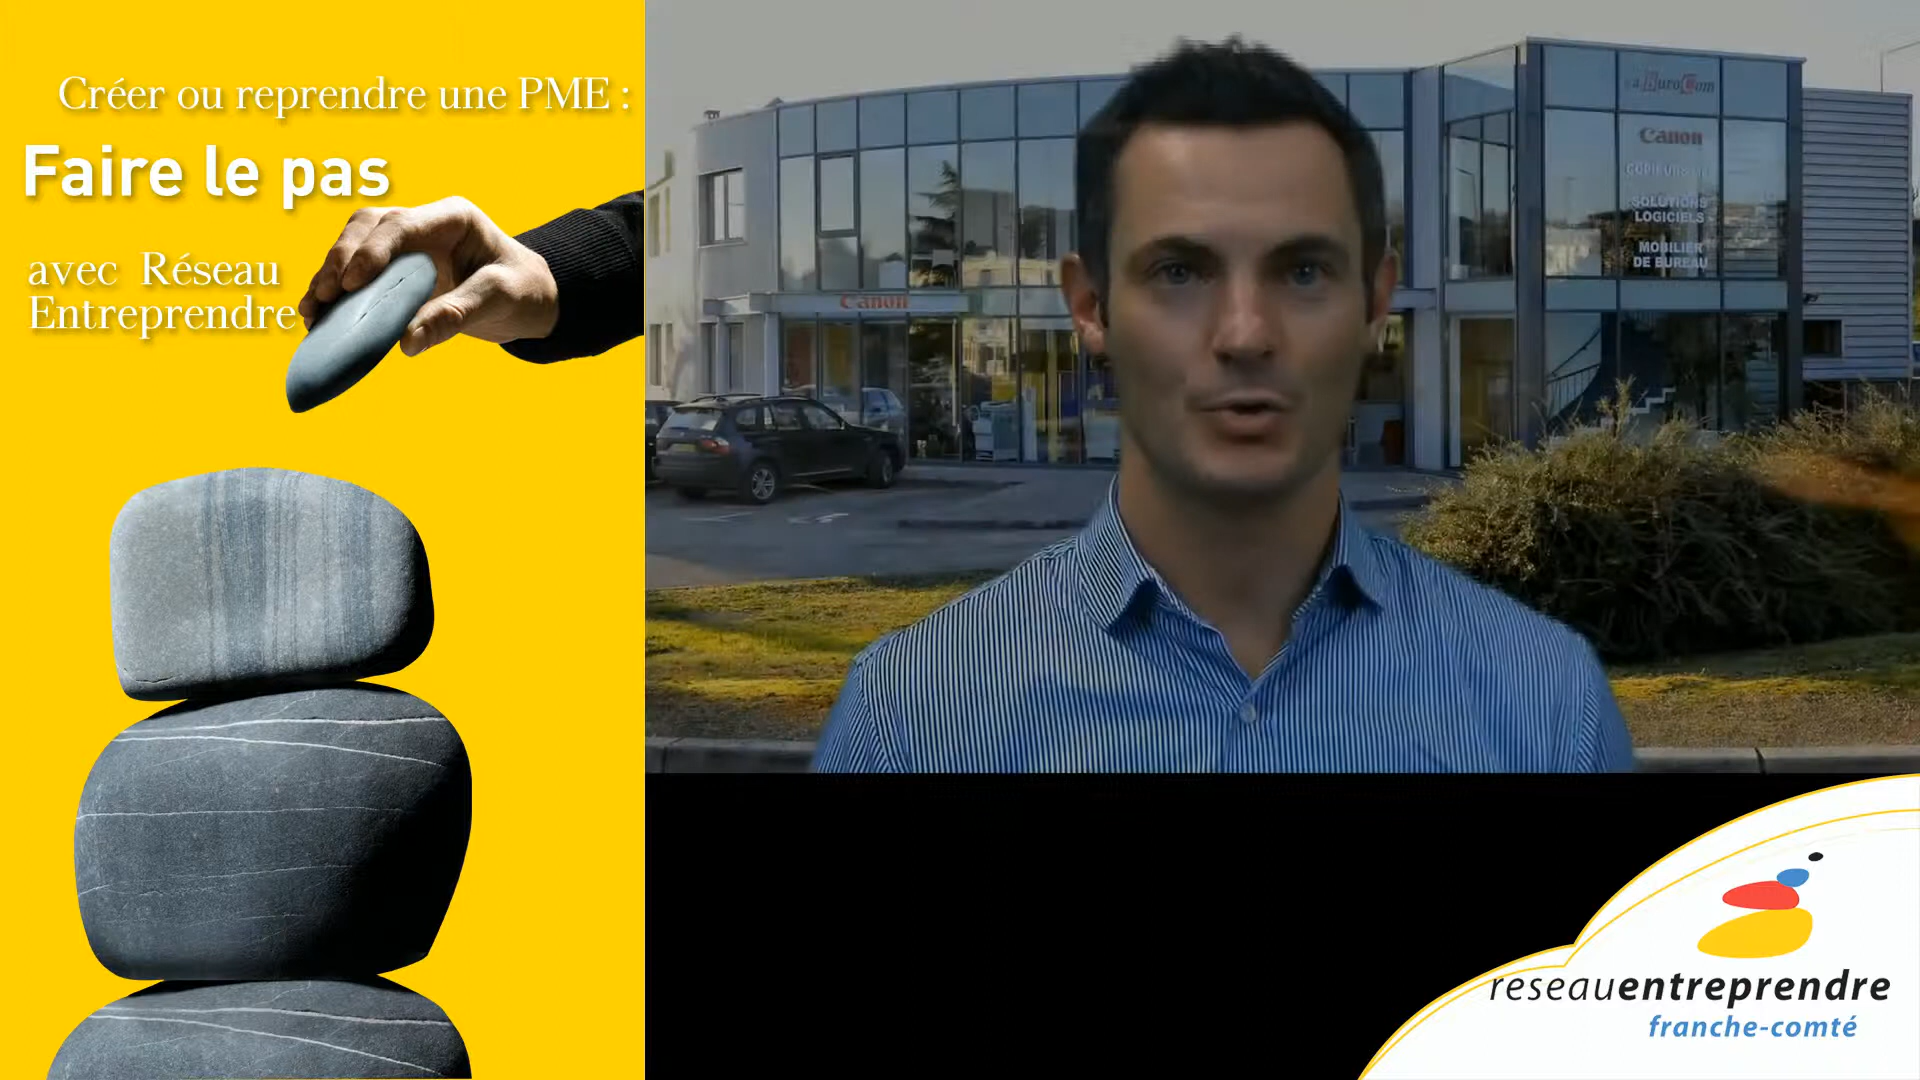 Créer ou reprendre une PME :
Faire le pas
avec Réseau
Entreprendre
BuroCom
Canon
COPIEURS
SOLUTIONS
LOGICIELS
MOBILIER
DE BUREAU
Canon
reseauentreprendre
franche-comté